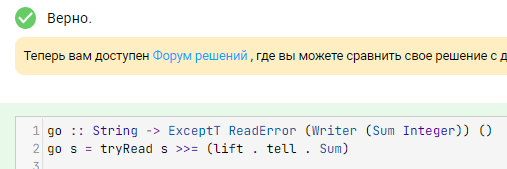 Верно.
Теперь вам доступен Форум решений , где вы можете сравнить свое решение с д
1 go :: String -> ExceptT ReadError (Writer (Sum Integer)) ()
2 go s = tryRead s >>= (lift . tell . Sum)
3